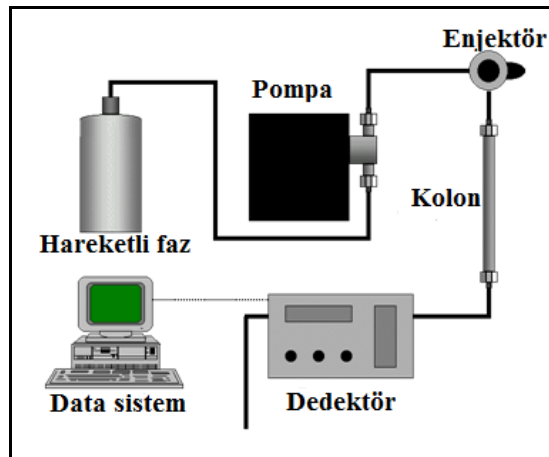 Enjektör
Pompa
Kolon
Hareketli faz
Data sistem
Dedektör